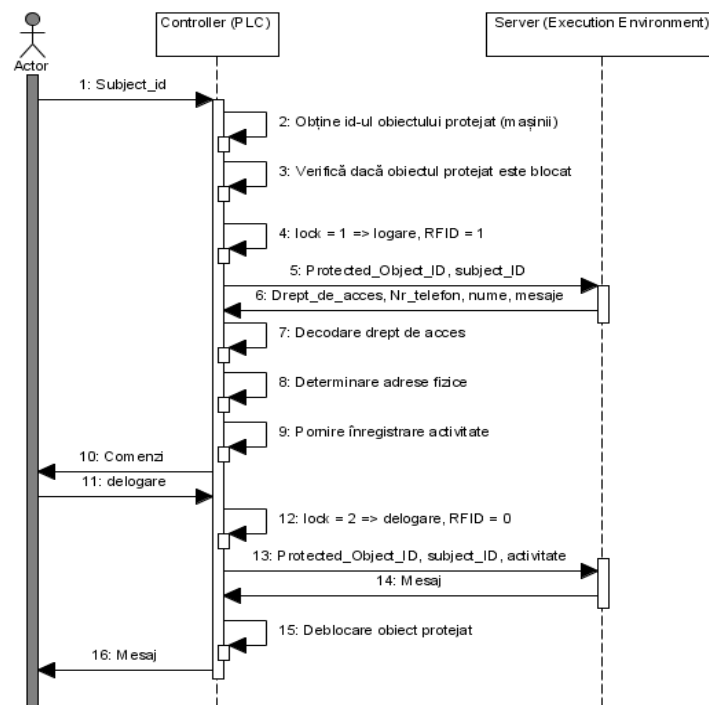 Controller (PLC)
Server (Execution Environment)
Actor
1: Subject_id
2: Obține id-ul obiectului protejat (mașinii)
3: Verifică dacă obiectul protejat este blocat
4: lock = 1 => logare, RFID = 1
5: Protected_Object_ID, subject_ID
6: Drept_de_acces, Nr_telefon, nume, mesaje
7: Decodare drept de acces
8: Determinare adrese fizice
9: Pornire înregistrare activitate
10: Comenzi
11: delogare
12: lock = 2 => delogare, RFID = 0
13: Protected_Object_ID, subject_ID, activitate
14: Mesaj
15: Deblocare obiect protejat
16: Mesaj